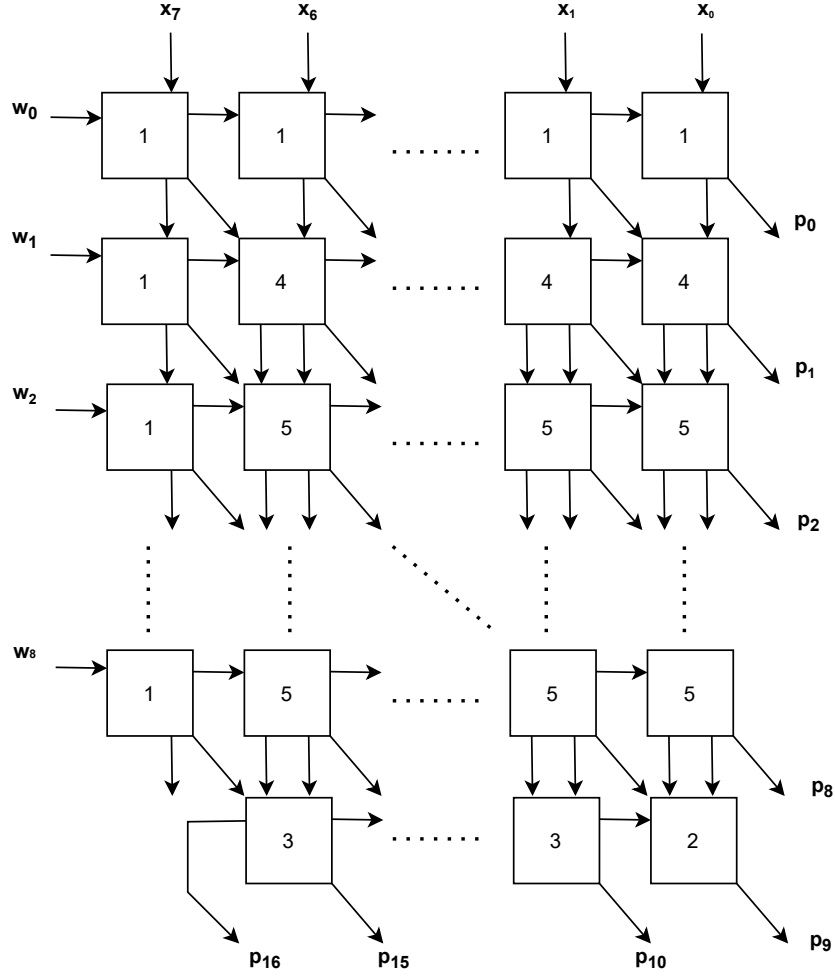 x₇ x₆ x₁ x₀
w₀ 1 1 ....... 1 1
p₀
w₁ 1 4 ....... 4 4
p₁
w₂ 1 5 ....... 5 5
p₂
w₈ 1 5 ....... 5 5
p₈
3 ....... 3 2
p₁₆ p₁₅ p₁₀ p₉